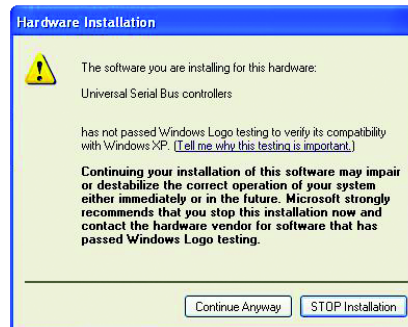 Hardware Installation
The software you are installing for this hardware:
Universal Serial Bus controllers
has not passed Windows Logo testing to verify its compatibility
with Windows XP. (Tell me why this testing is important.)
Continuing your installation of this software may impair
or destabilize the correct operation of your system
either immediately or in the future. Microsoft strongly
recommends that you stop this installation now and
contact the hardware vendor for software that has
passed Windows Logo testing.
Continue Anyway
STOP Installation